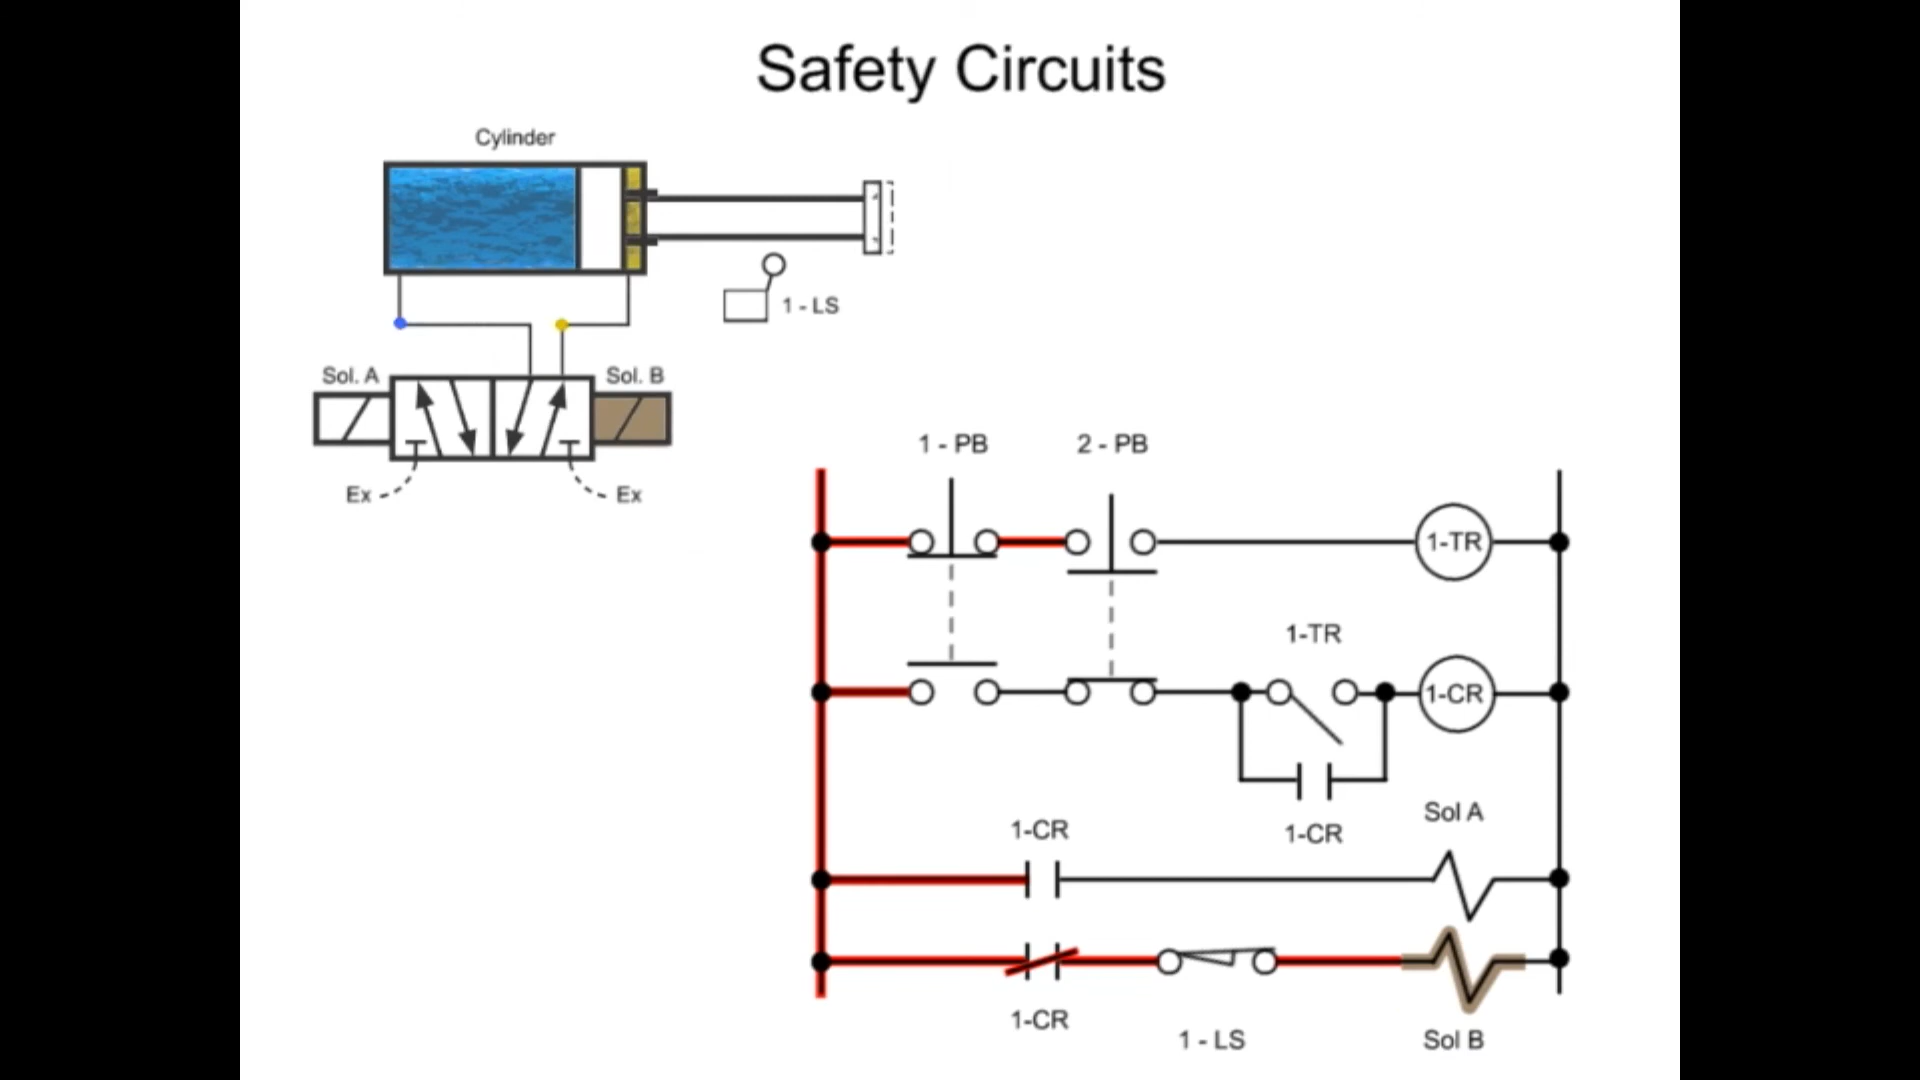 Safety Circuits
Cylinder
1 - LS
Sol. A
Sol. B
Ex
Ex
1 - PB
2 - PB
1-TR
1-TR
1-CR
Sol A
1-CR
1-CR
1-CR
1 - LS
Sol B